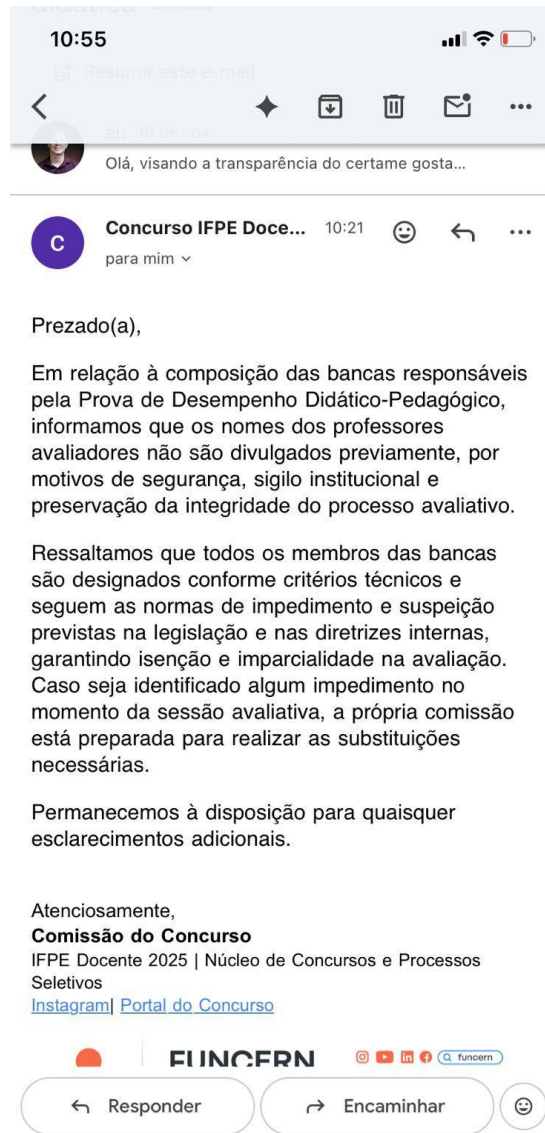 10:55
Resumir este e-mail
eu 19 de nov.
Olá, visando a transparência do certame gosta...
C
Concurso IFPE Doce... 10:21
para mim
Prezado(a),
Em relação à composição das bancas responsáveis
pela Prova de Desempenho Didático-Pedagógico,
informamos que os nomes dos professores
avaliadores não são divulgados previamente, por
motivos de segurança, sigilo institucional e
preservação da integridade do processo avaliativo.
Ressaltamos que todos os membros das bancas
são designados conforme critérios técnicos e
seguem as normas de impedimento e suspeição
previstas na legislação e nas diretrizes internas,
garantindo isenção e imparcialidade na avaliação.
Caso seja identificado algum impedimento no
momento da sessão avaliativa, a própria comissão
está preparada para realizar as substituições
necessárias.
Permanecemos à disposição para quaisquer
esclarecimentos adicionais.
Atenciosamente,
Comissão do Concurso
IFPE Docente 2025 | Núcleo de Concursos e Processos
Seletivos
Instagram| Portal do Concurso
FUNCERN
funcern
Responder
Encaminhar